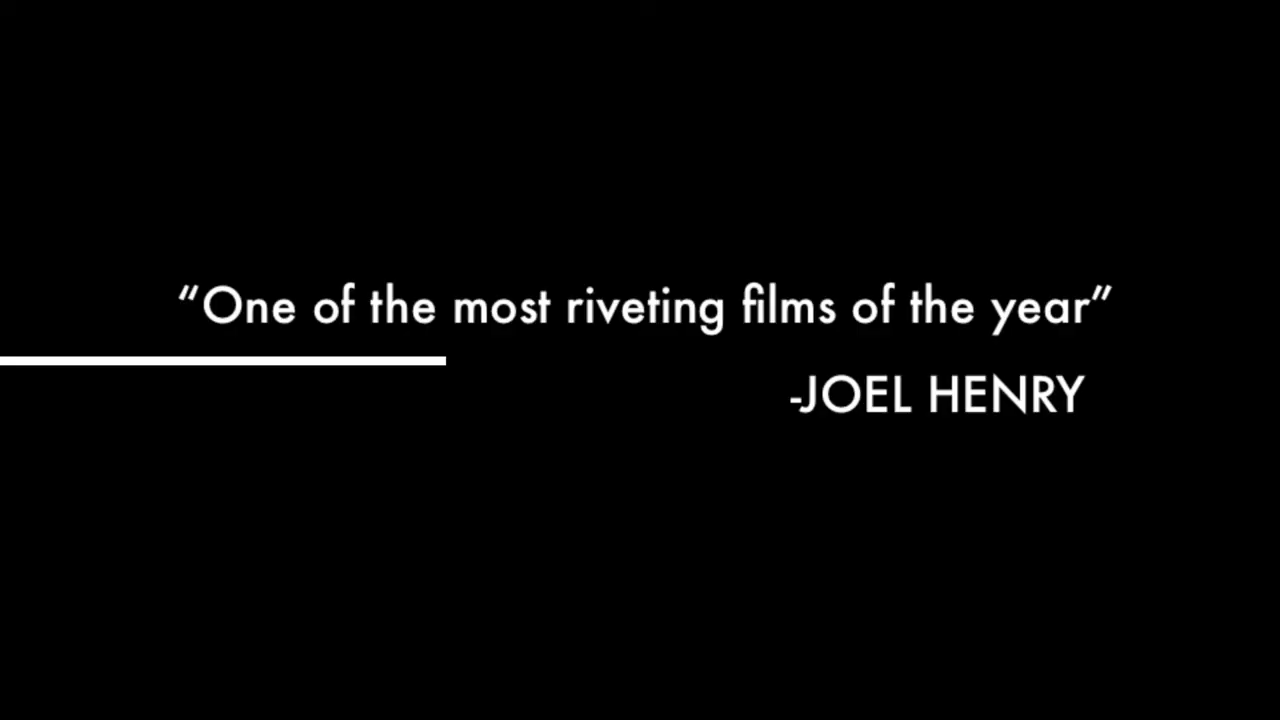 “One of the most riveting films of the year”
-JOEL HENRY